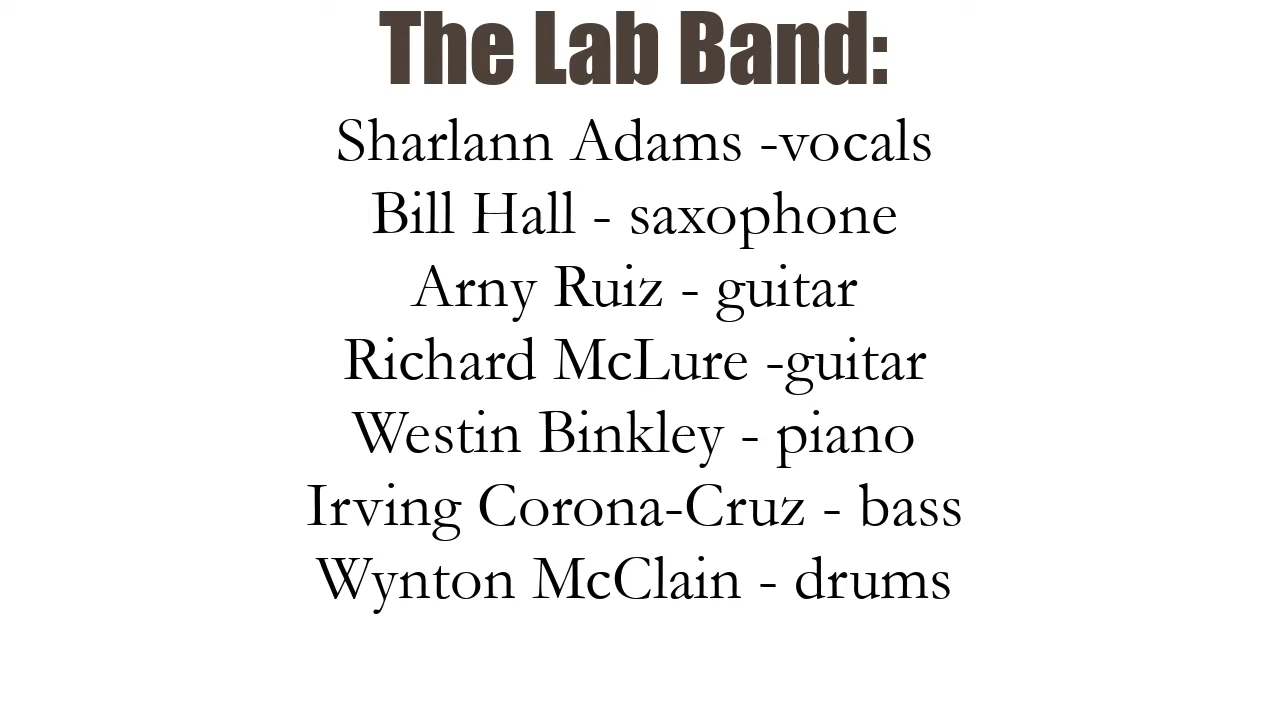 The Lab Band:
Sharlann Adams -vocals
Bill Hall - saxophone
Arny Ruiz - guitar
Richard McLure -guitar
Westin Binkley - piano
Irving Corona-Cruz - bass
Wynton McClain - drums